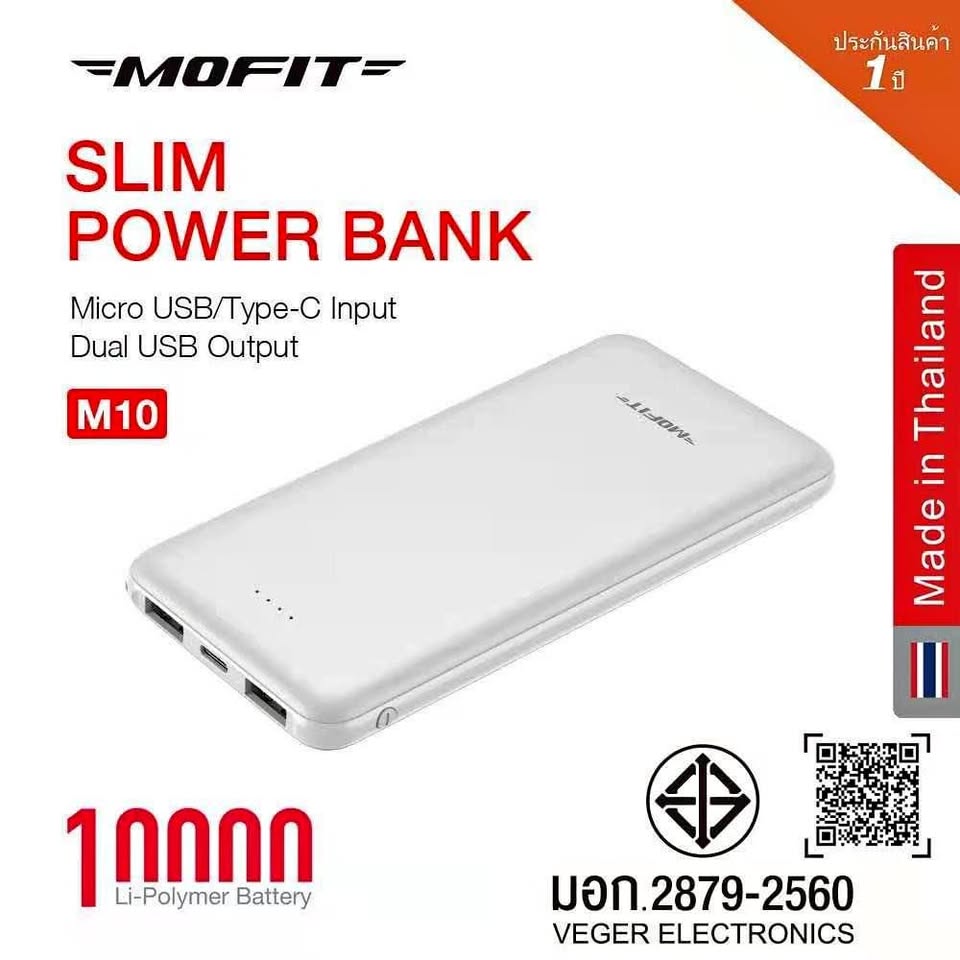 MOFIT
ประกันสินค้า
1 ปี
SLIM
POWER BANK
Micro USB/Type-C Input
Dual USB Output
M10
MOFIT
Made in Thailand
10000
Li-Polymer Battery
มอก.2879-2560
VEGER ELECTRONICS